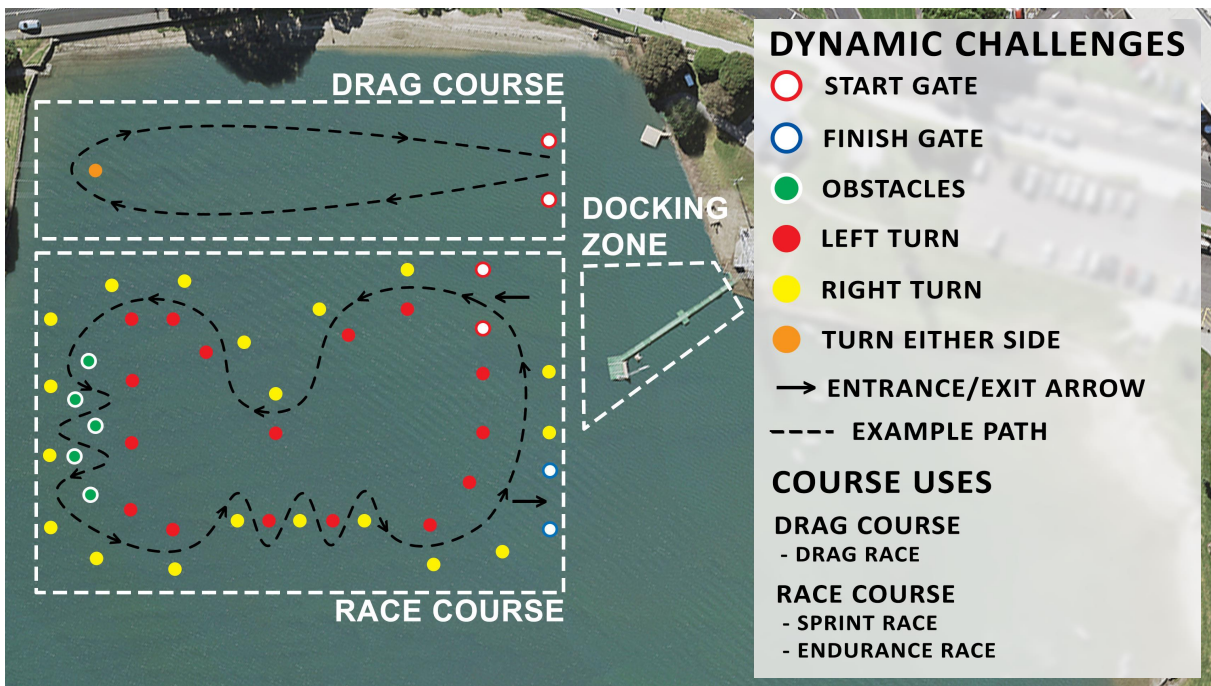 DRAG COURSE
DOCKING
ZONE
RACE COURSE
DYNAMIC CHALLENGES
START GATE
FINISH GATE
OBSTACLES
LEFT TURN
RIGHT TURN
TURN EITHER SIDE
ENTRANCE/EXIT ARROW
EXAMPLE PATH
COURSE USES
DRAG COURSE
- DRAG RACE
RACE COURSE
- SPRINT RACE
- ENDURANCE RACE